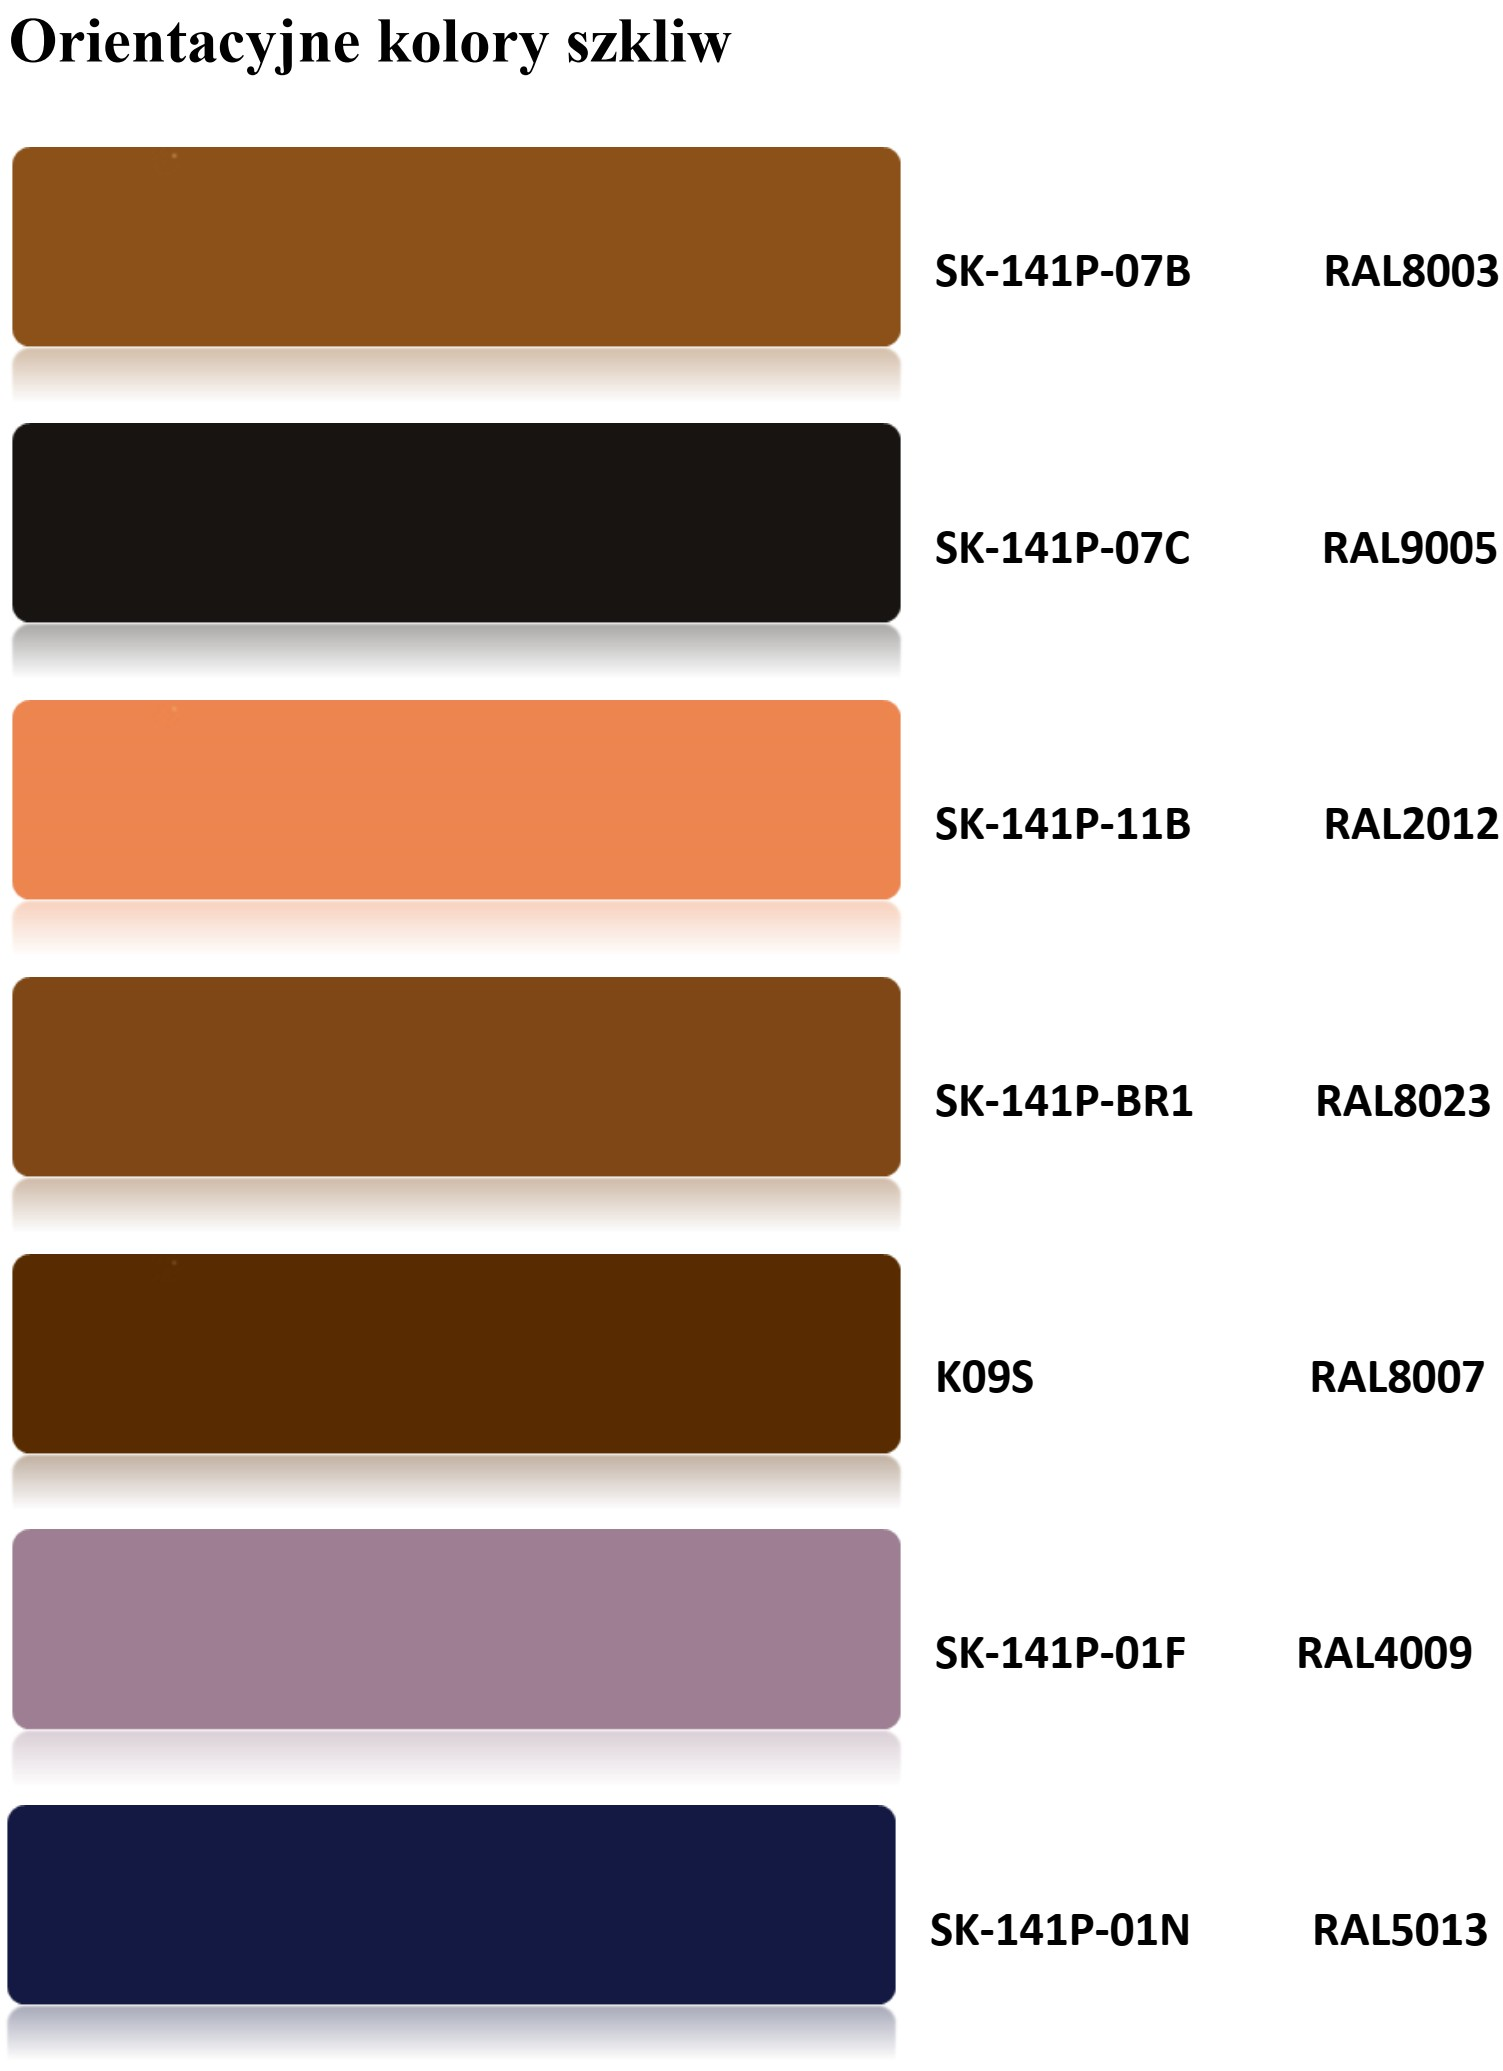 Orientacyjne kolory szkliw
SK-141P-07B RAL8003
SK-141P-07C RAL9005
SK-141P-11B RAL2012
SK-141P-BR1 RAL8023
K09S RAL8007
SK-141P-01F RAL4009
SK-141P-01N RAL5013